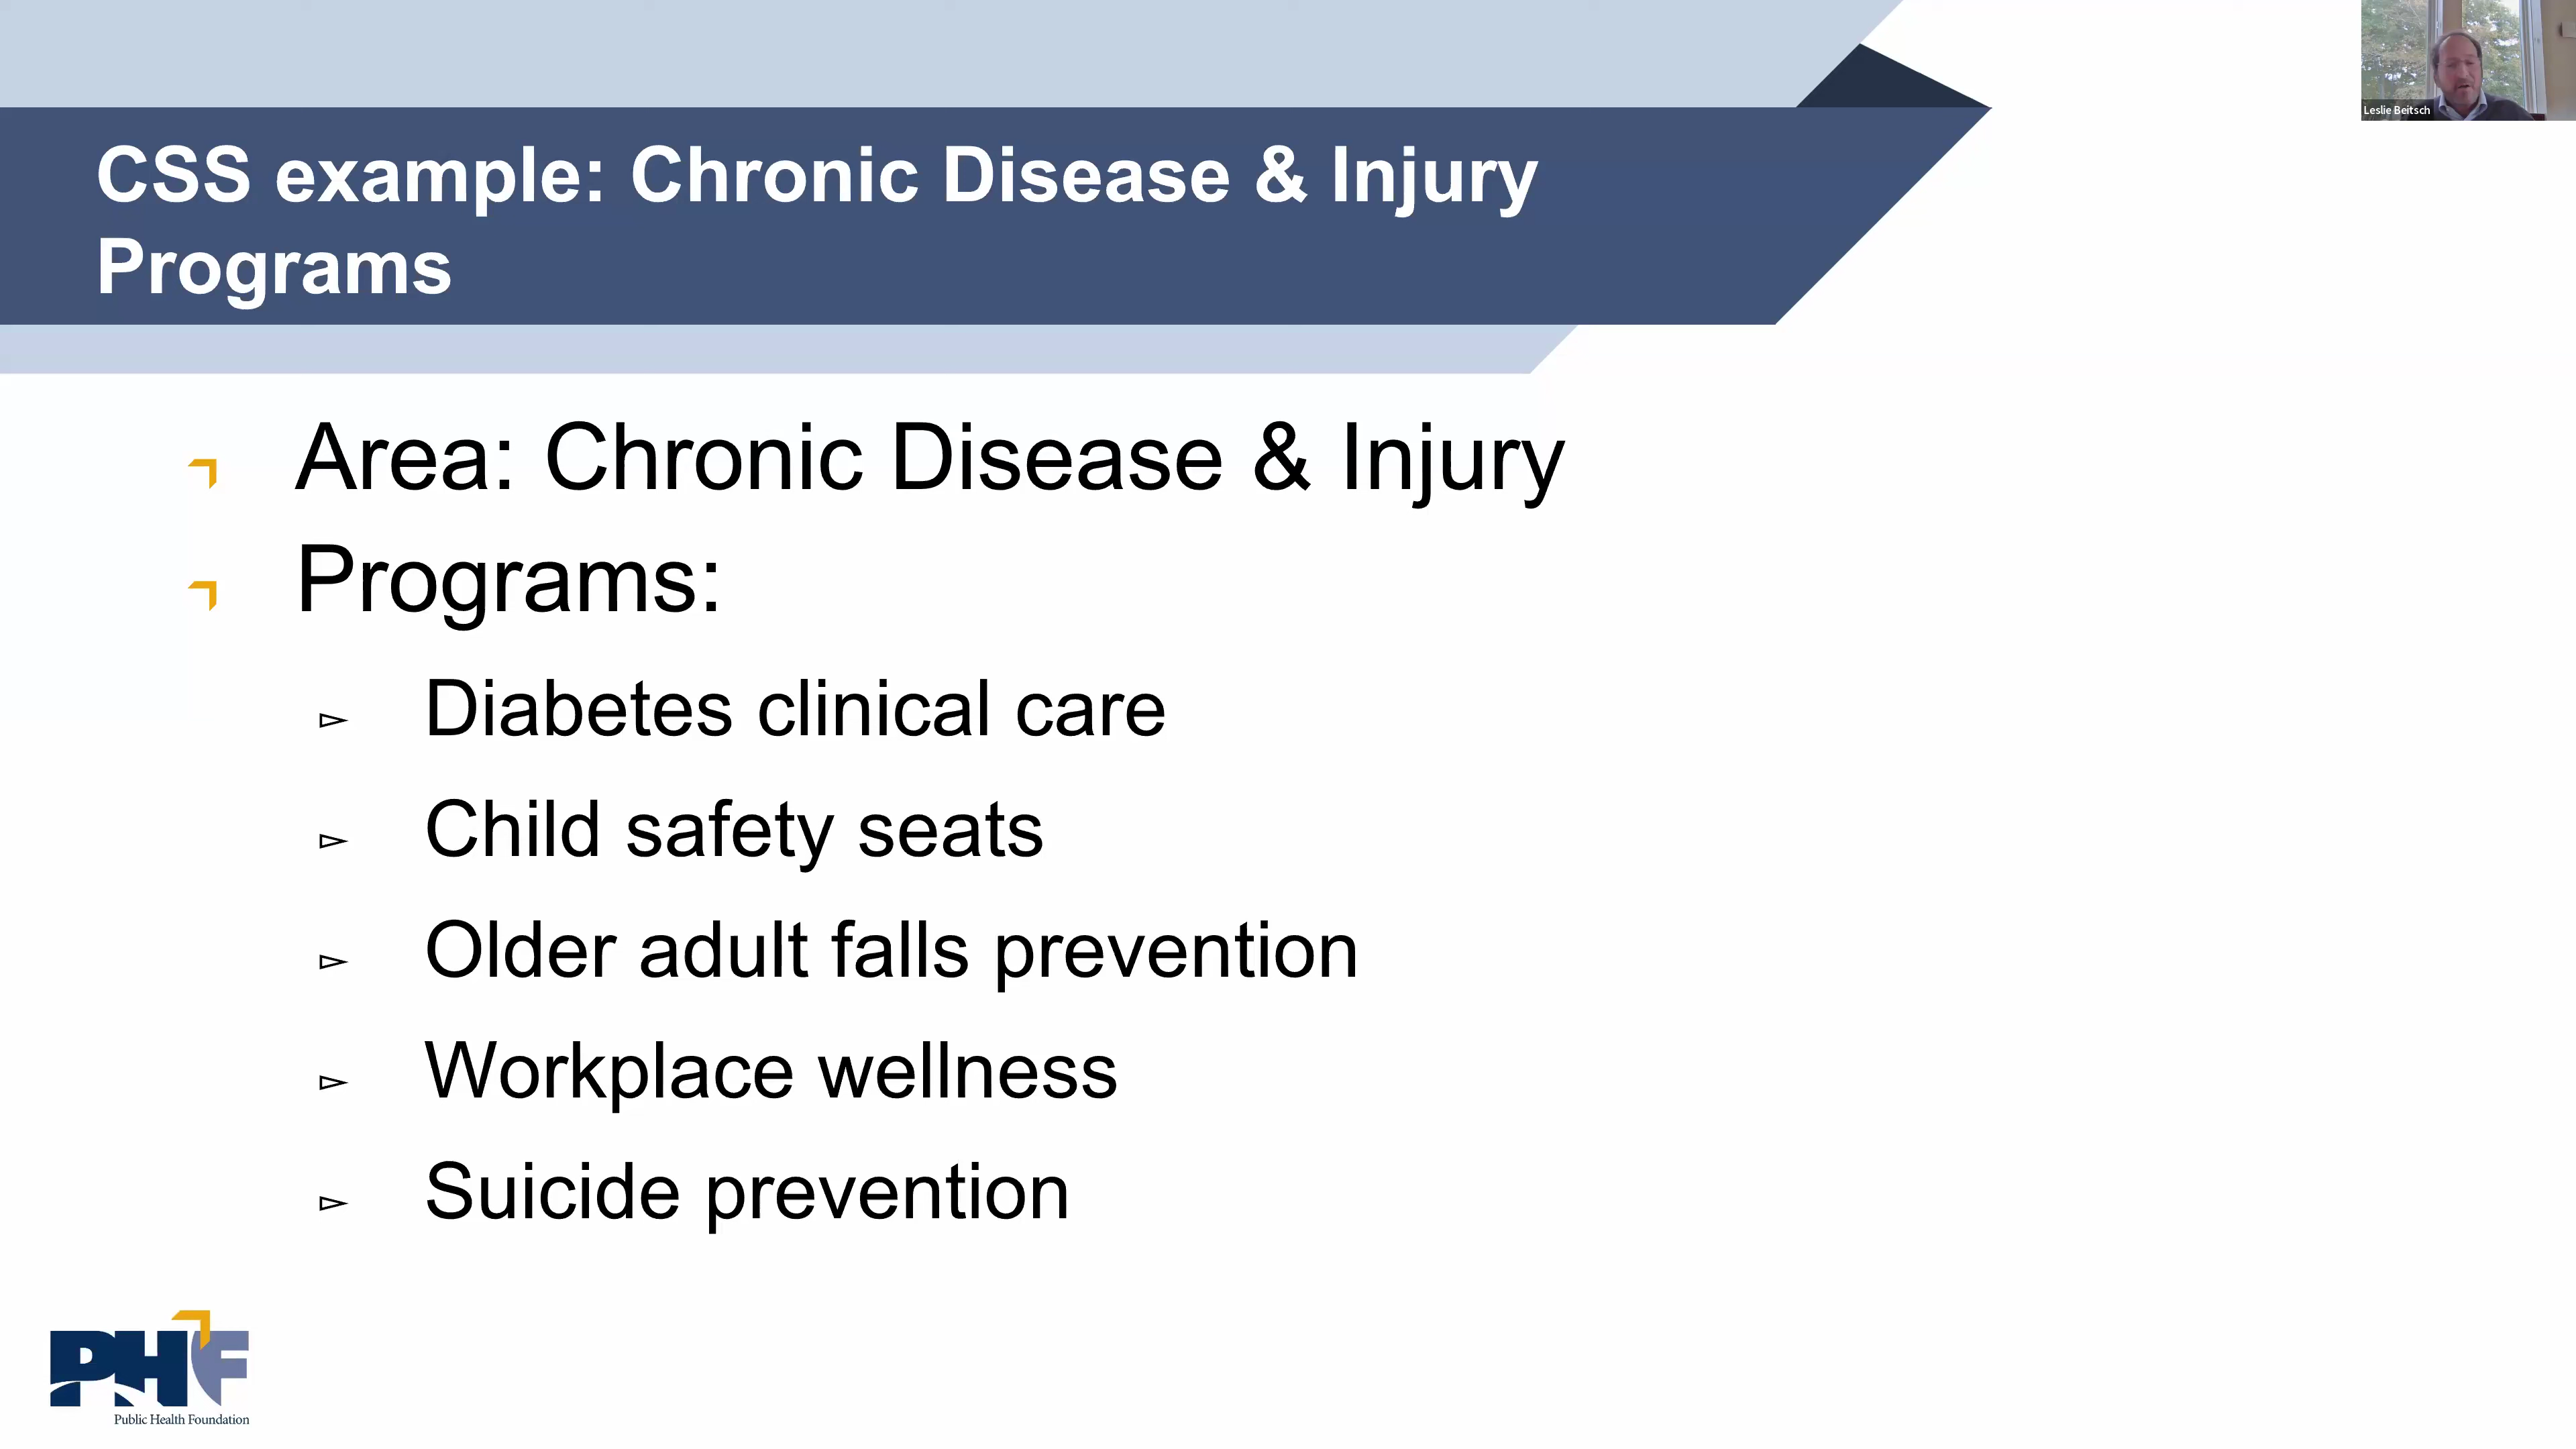 Leslie Beitsch
CSS example: Chronic Disease & Injury
Programs
Area: Chronic Disease & Injury
Programs:
Diabetes clinical care
Child safety seats
Older adult falls prevention
Workplace wellness
Suicide prevention
PHF
Public Health Foundation